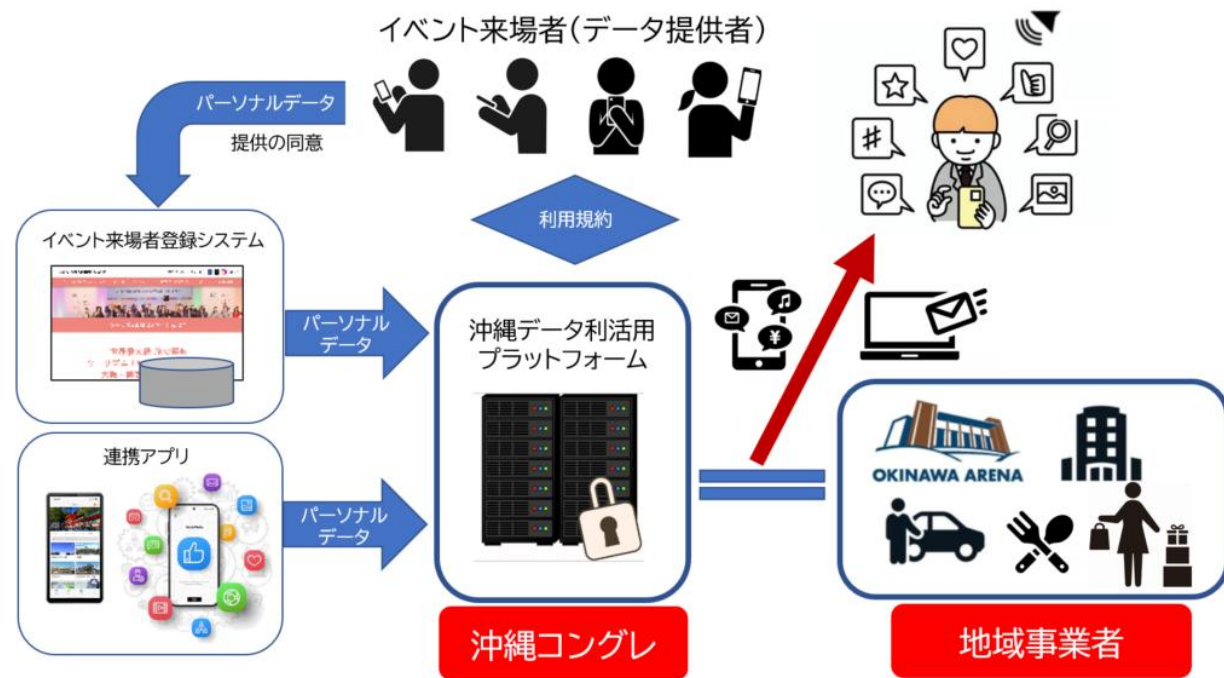 イベント来場者(データ提供者)
パーソナルデータ
提供の同意
利用規約
イベント来場者登録システム
パーソナル
データ
沖縄データ利活用
プラットフォーム
連携アプリ
パーソナル
データ
OKINAWA ARENA
沖縄コングレ
地域事業者